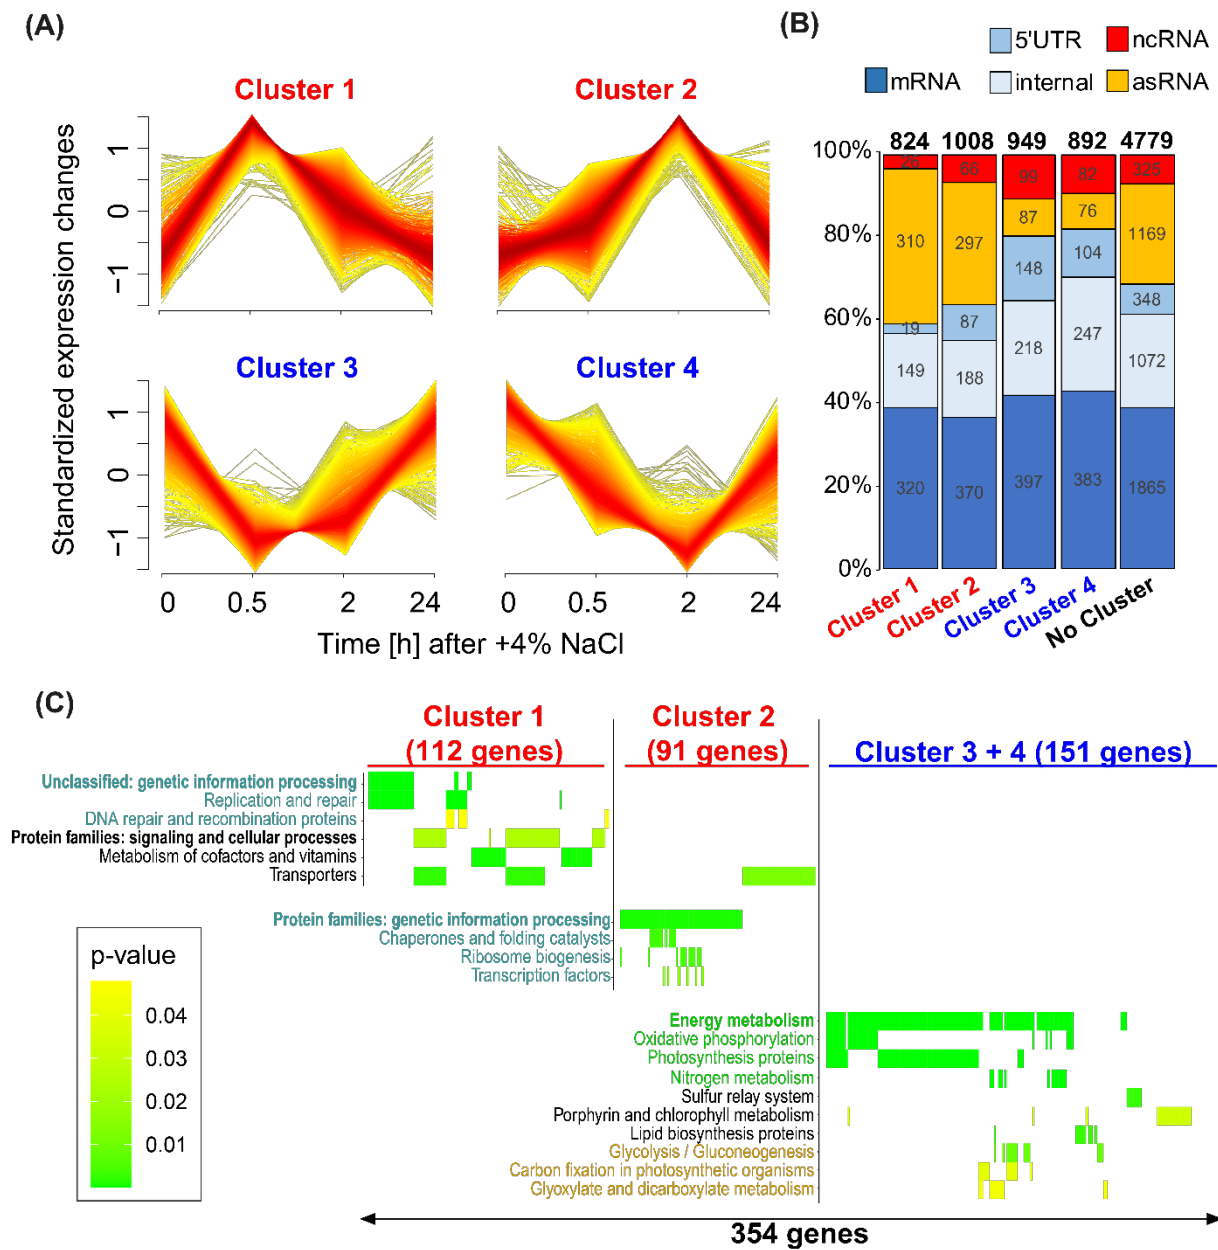 (A)
Cluster 1
Cluster 2
1
0
−1
Cluster 3
Cluster 4
1
0
−1
Standardized expression changes
0 0.5 2 24
0 0.5 2 24
Time [h] after +4% NaCl
(B)
5'UTR ncRNA
mRNA internal asRNA
824 1008 949 892 4779
100%
80%
60%
40%
20%
0%
26 66 99 82 325
310 297 87 76 1169
19 87 148 104 348
149 188 218 247 1072
320 370 397 383 1865
Cluster 1
Cluster 2
Cluster 3
Cluster 4
No Cluster
(C)
Cluster 1
(112 genes)
Cluster 2
(91 genes)
Cluster 3 + 4 (151 genes)
Unclassified: genetic information processing
Replication and repair
DNA repair and recombination proteins
Protein families: signaling and cellular processes
Metabolism of cofactors and vitamins
Transporters
Protein families: genetic information processing
Chaperones and folding catalysts
Ribosome biogenesis
Transcription factors
Energy metabolism
Oxidative phosphorylation
Photosynthesis proteins
Nitrogen metabolism
Sulfur relay system
Porphyrin and chlorophyll metabolism
Lipid biosynthesis proteins
Glycolysis / Gluconeogenesis
Carbon fixation in photosynthetic organisms
Glyoxylate and dicarboxylate metabolism
p-value
0.04
0.03
0.02
0.01
354 genes